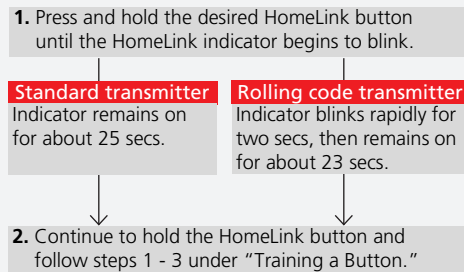 1. Press and hold the desired HomeLink button
until the HomeLink indicator begins to blink.
Standard transmitter
Indicator remains on
for about 25 secs.
Rolling code transmitter
Indicator blinks rapidly for
two secs, then remains on
for about 23 secs.
2. Continue to hold the HomeLink button and
follow steps 1 - 3 under “Training a Button.”